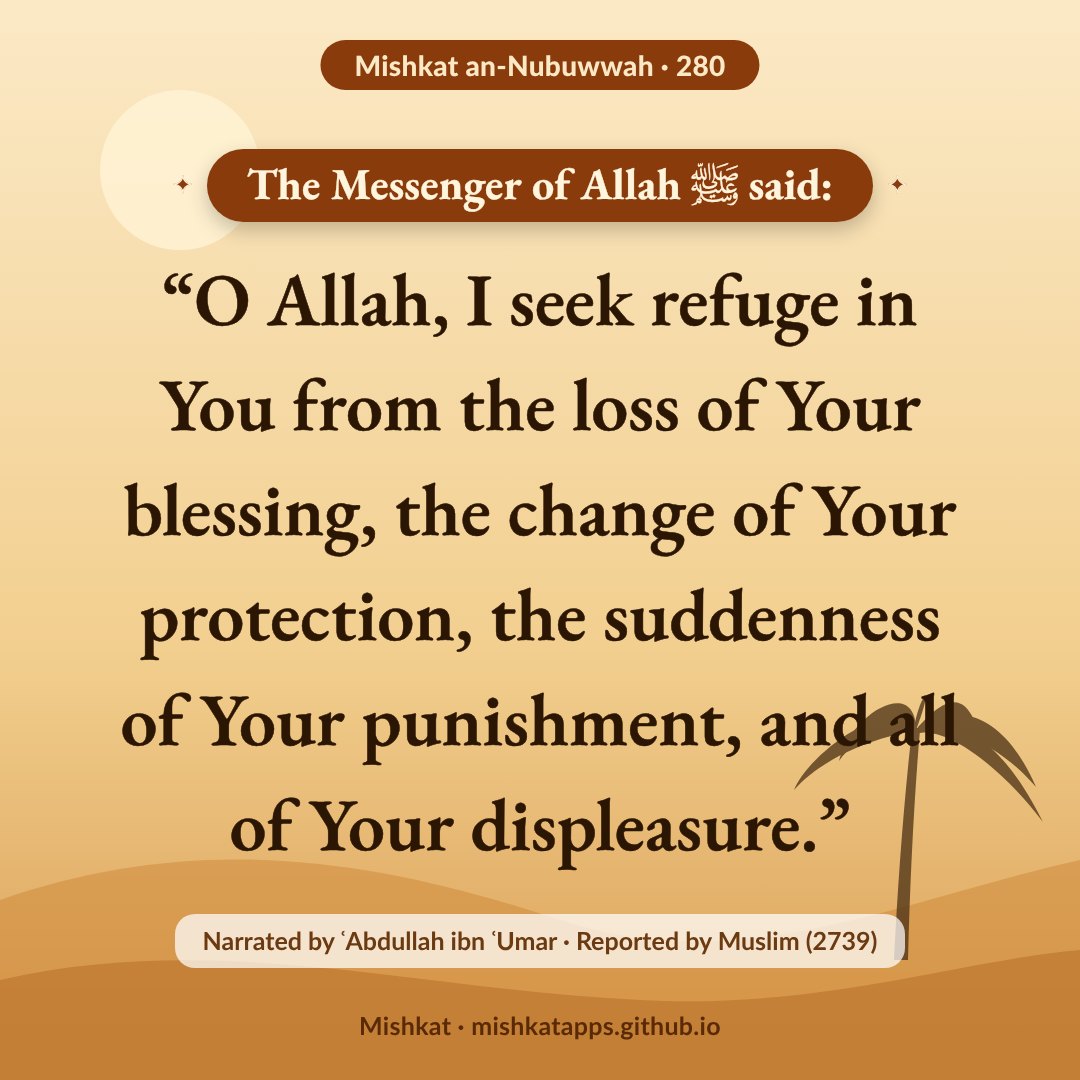 Mishkat an-Nubuwwah · 280
The Messenger of Allah ﷺ said:
“O Allah, I seek refuge in
You from the loss of Your
blessing, the change of Your
protection, the suddenness
of Your punishment, and all
of Your displeasure.”
Narrated by ʿAbdullah ibn ʿUmar · Reported by Muslim (2739)
Mishkat · mishkatapps.github.io